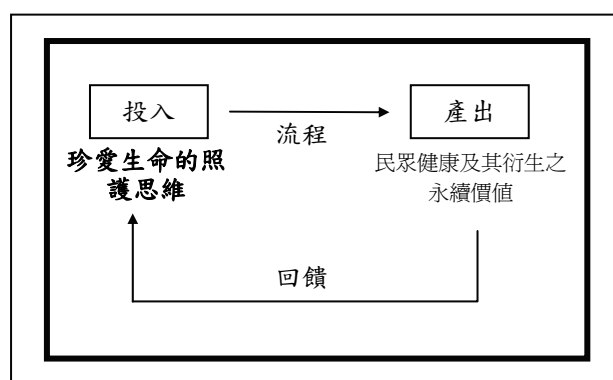 投入
產出
流程
珍愛生命的照
護思維
民眾健康及其衍生之
永續價值
回饋